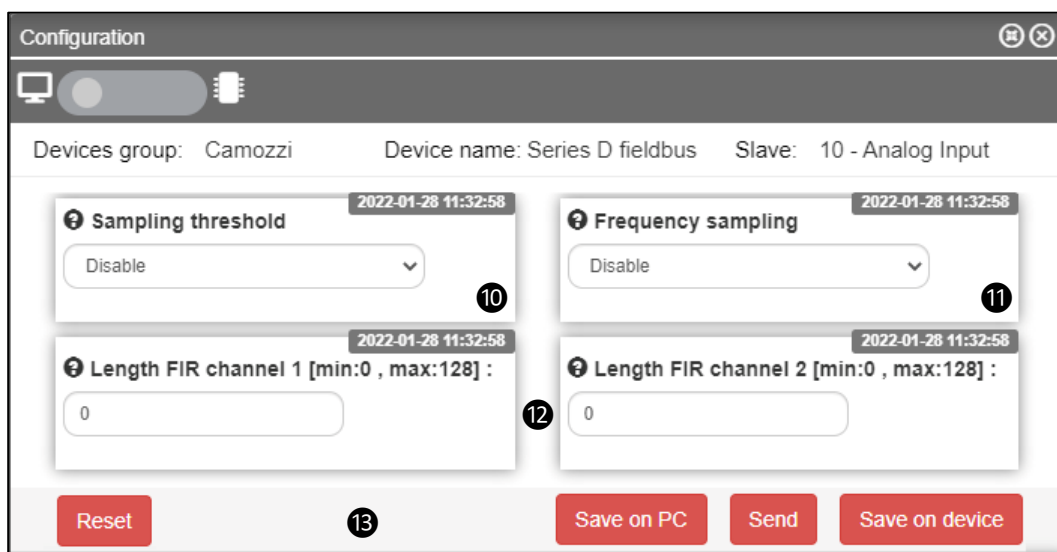 Configuration
Devices group: Camozzi Device name: Series D fieldbus Slave: 10 - Analog Input
2022-01-28 11:32:58
Sampling threshold
Disable
10
2022-01-28 11:32:58
Frequency sampling
Disable
11
2022-01-28 11:32:58
Length FIR channel 1 [min:0 , max:128] :
0
12
2022-01-28 11:32:58
Length FIR channel 2 [min:0 , max:128] :
0
Reset 13 Save on PC Send Save on device